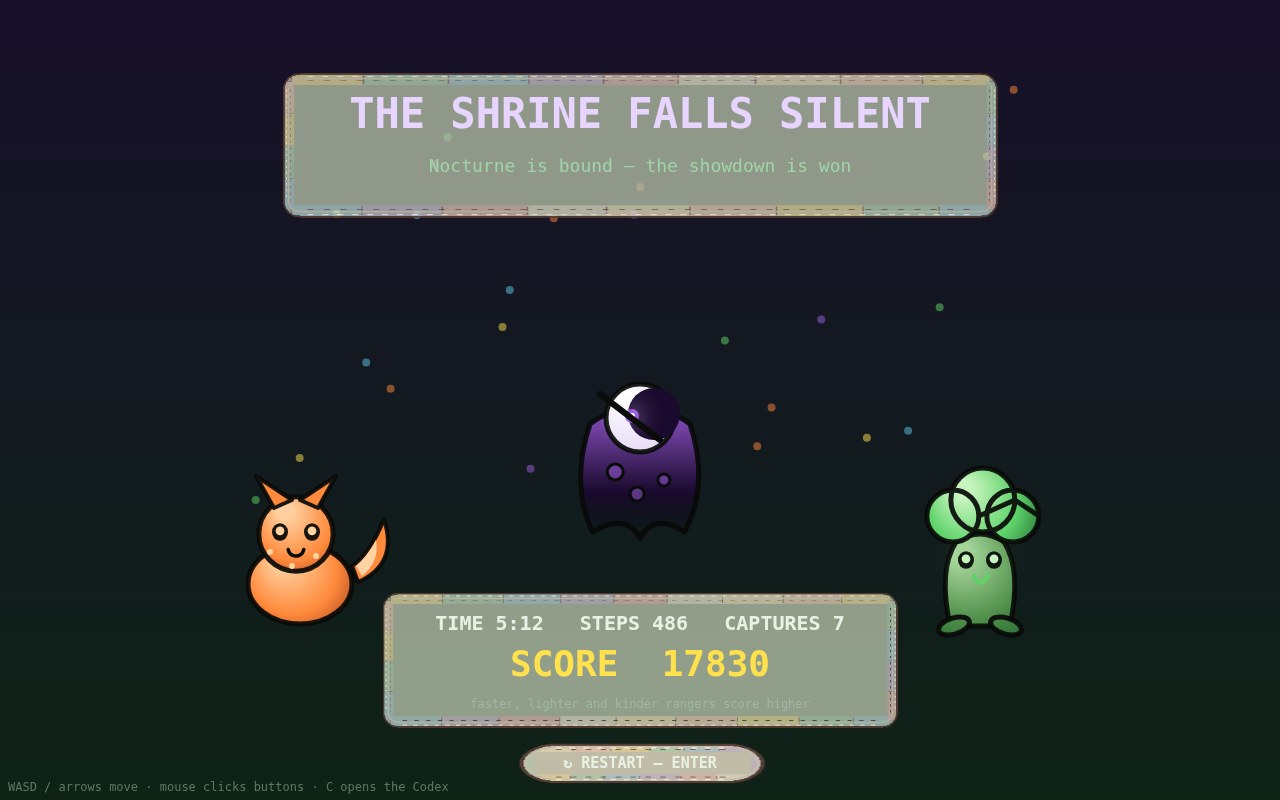 THE SHRINE FALLS SILENT
Nocturne is bound — the showdown is won
TIME 5:12 STEPS 486 CAPTURES 7
SCORE 17830
faster, lighter and kinder rangers score higher
↻ RESTART — ENTER
WASD / arrows move · mouse clicks buttons · C opens the Codex